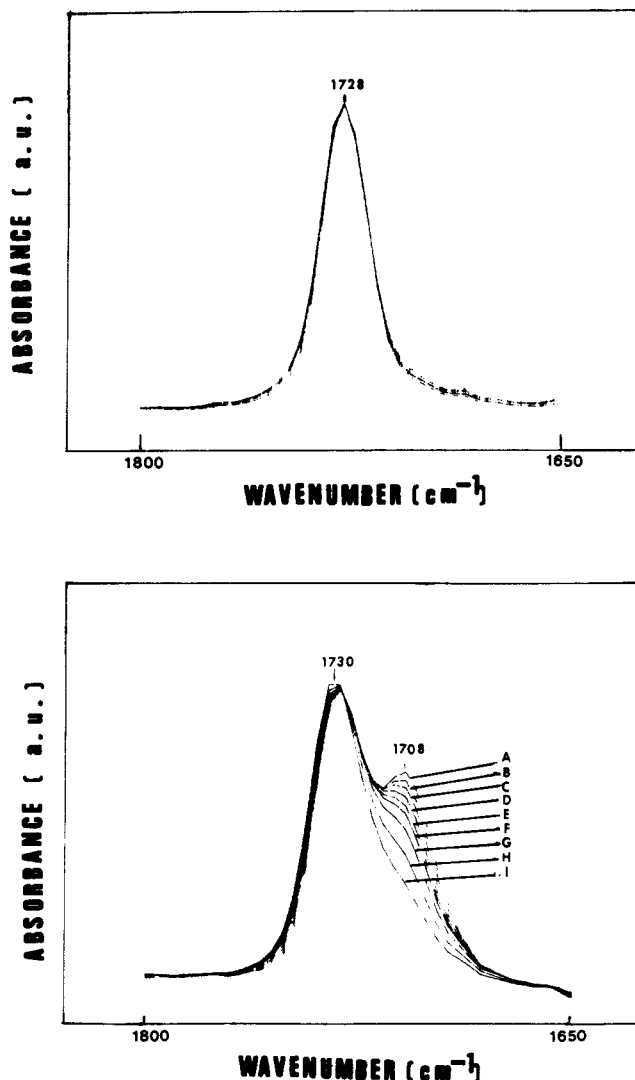 1728
ABSORBANCE ( a.u.)
1800
1650
WAVENUMBER (cm-1)
1730
1708
A
B
C
D
E
F
G
H
I
ABSORBANCE ( a.u.)
1800
1650
WAVENUMBER (cm-1)